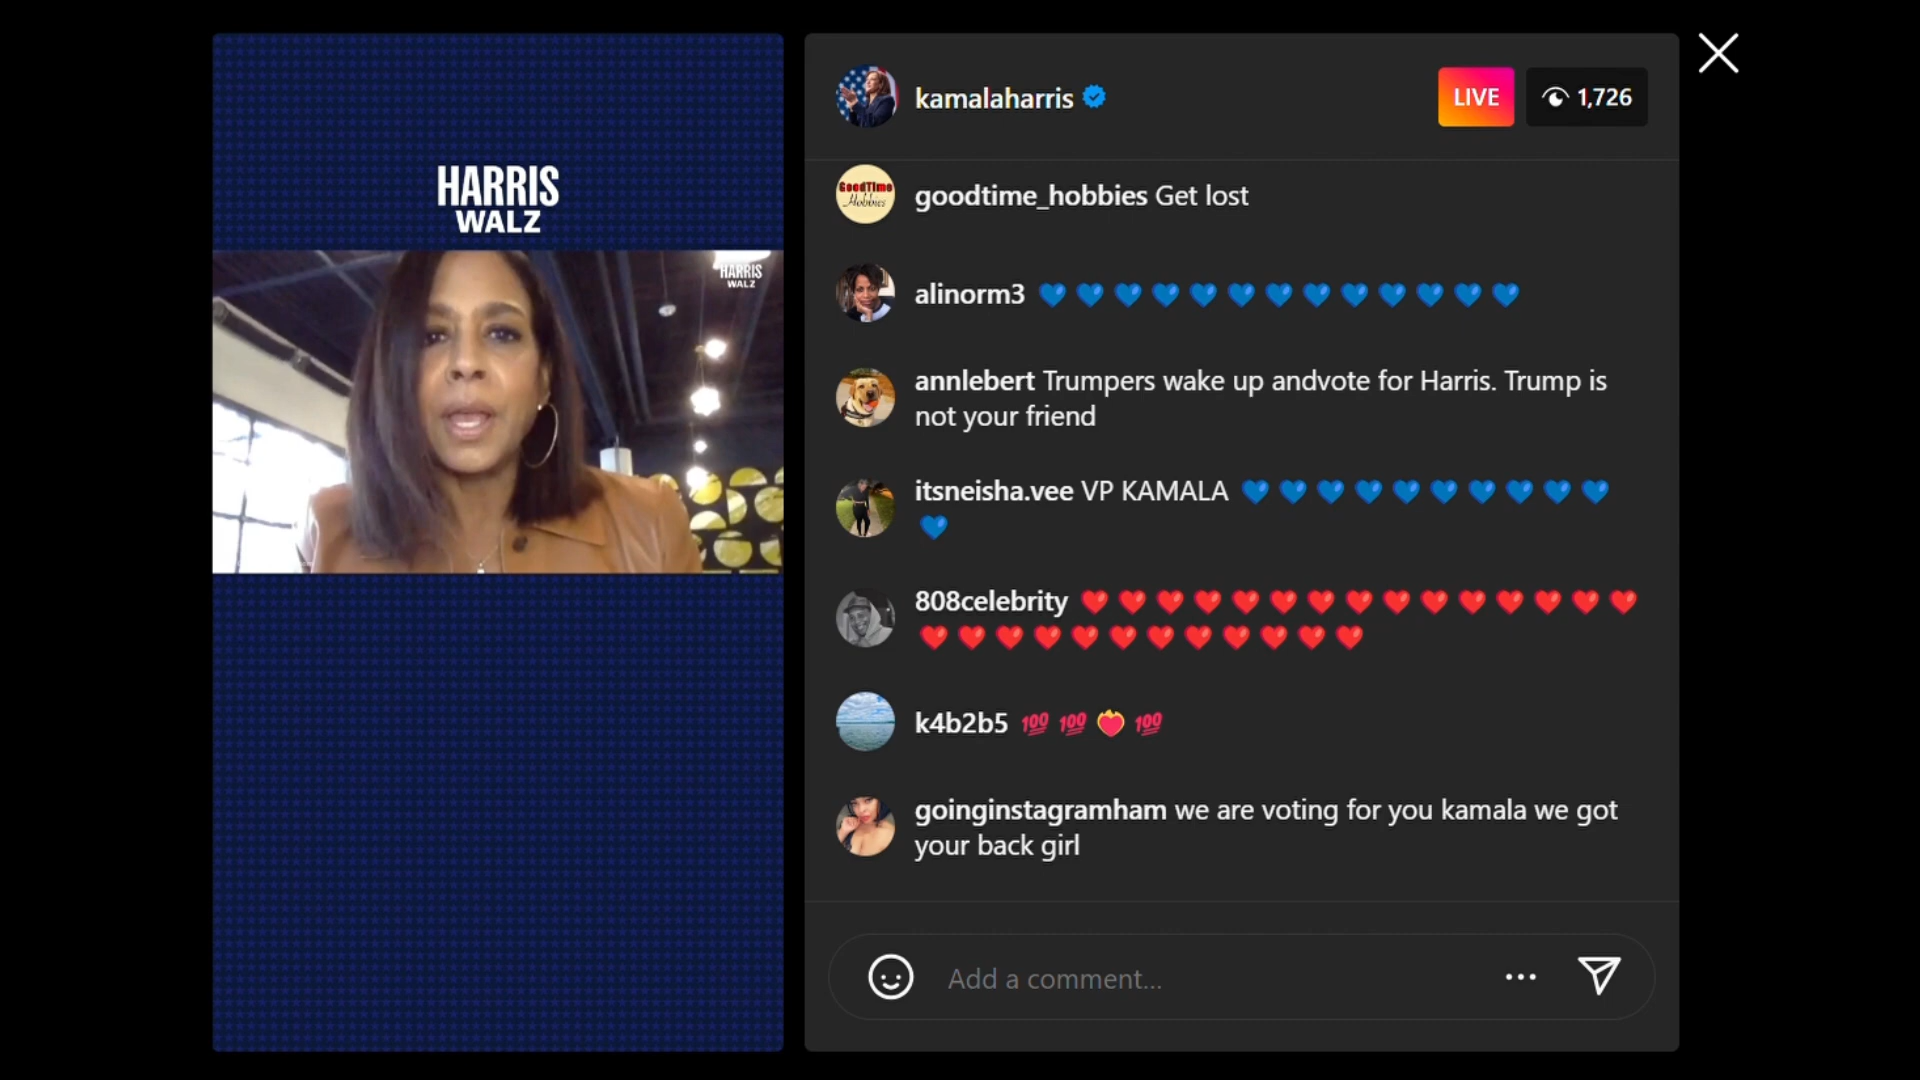 HARRIS
WALZ
HARRIS
WALZ
kamalaharris
LIVE
1,726
GoodTime
Hobbies
goodtime_hobbies Get lost
alinorm3 💙 💙 💙 💙 💙 💙 💙 💙 💙 💙 💙 💙 💙
annlebert Trumpers wake up andvote for Harris. Trump is
not your friend
itsneisha.vee VP KAMALA 💙 💙 💙 💙 💙 💙 💙 💙 💙 💙
💙
808celebrity ❤️ ❤️ ❤️ ❤️ ❤️ ❤️ ❤️ ❤️ ❤️ ❤️ ❤️ ❤️ ❤️ ❤️ ❤️
❤️ ❤️ ❤️ ❤️ ❤️ ❤️ ❤️ ❤️ ❤️ ❤️ ❤️ ❤️
k4b2b5 💯 💯 ❤️‍🔥 💯
goinginstagramham we are voting for you kamala we got
your back girl
Add a comment...